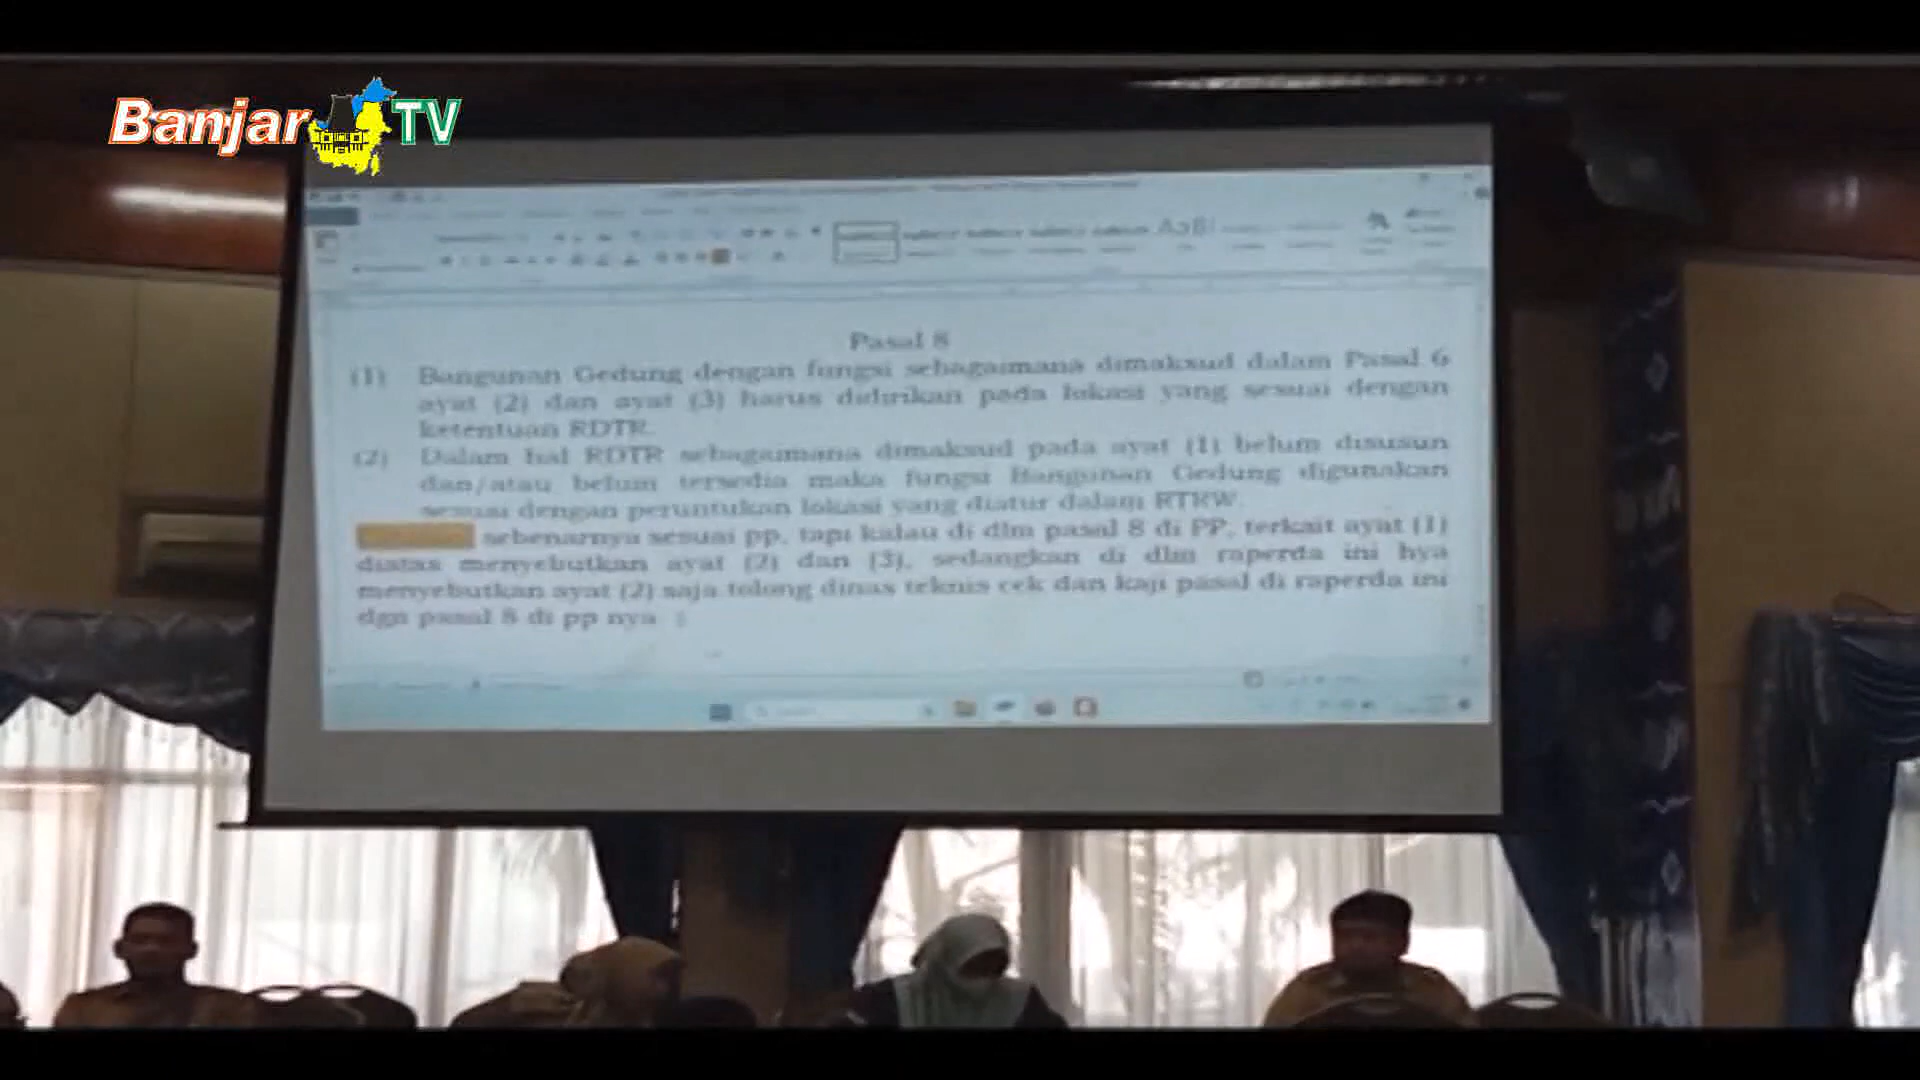 Banjar TV
AaB
Pasal 8
(1) Bangunan Gedung dengan fungsi sebagaimana dimaksud dalam Pasal 6
ayat (2) dan ayat (3) harus didirikan pada lokasi yang sesuai dengan
ketentuan RDTR.
(2) Dalam hal RDTR sebagaimana dimaksud pada ayat (1) belum disusun
dan/atau belum tersedia maka fungsi Bangunan Gedung digunakan
sesuai dengan peruntukan lokasi yang diatur dalam RTRW.
sebenarnya sesuai pp, tapi kalau di dlm pasal 8 di PP, terkait ayat (1)
diatas menyebutkan ayat (2) dan (3), sedangkan di dlm raperda ini hya
menyebutkan ayat (2) saja tolong dinas teknis cek dan kaji pasal di raperda ini
dgn pasal 8 di pp nya